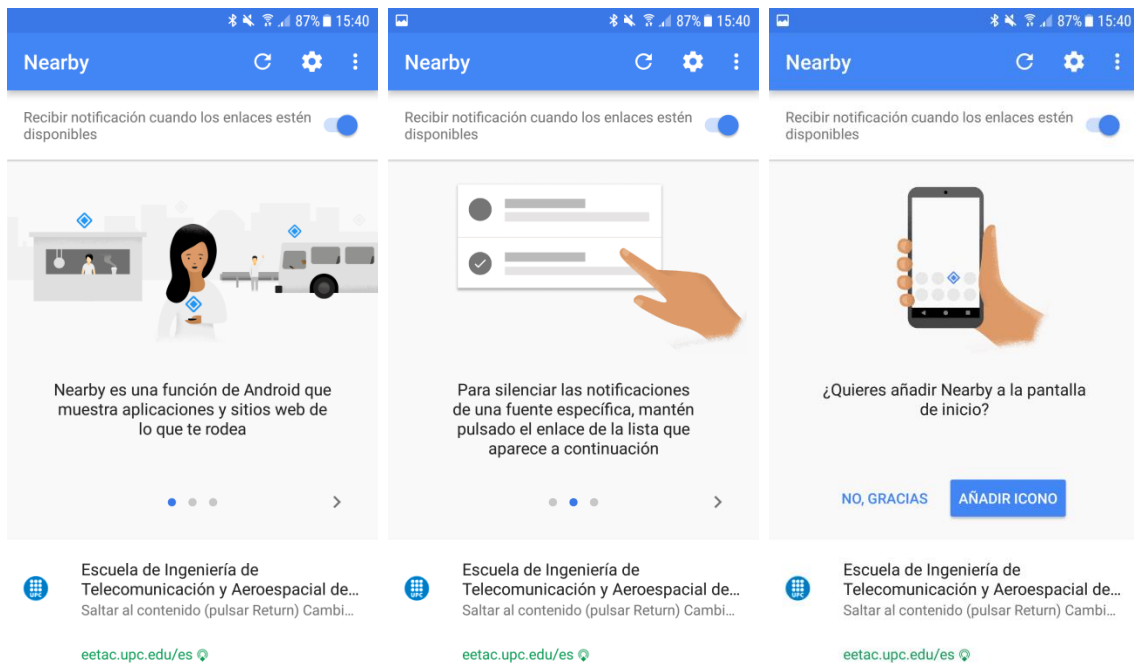 87% 15:40
Nearby
Recibir notificación cuando los enlaces estén
disponibles
Nearby es una función de Android que
muestra aplicaciones y sitios web de
lo que te rodea
UPC
Escuela de Ingeniería de
Telecomunicación y Aeroespacial de...
Saltar al contenido (pulsar Return) Cambi...
eetac.upc.edu/es
87% 15:40
Nearby
Recibir notificación cuando los enlaces estén
disponibles
Para silenciar las notificaciones
de una fuente específica, mantén
pulsado el enlace de la lista que
aparece a continuación
UPC
Escuela de Ingeniería de
Telecomunicación y Aeroespacial de...
Saltar al contenido (pulsar Return) Cambi...
eetac.upc.edu/es
87% 15:40
Nearby
Recibir notificación cuando los enlaces estén
disponibles
¿Quieres añadir Nearby a la pantalla
de inicio?
NO, GRACIAS AÑADIR ICONO
UPC
Escuela de Ingeniería de
Telecomunicación y Aeroespacial de...
Saltar al contenido (pulsar Return) Cambi...
eetac.upc.edu/es